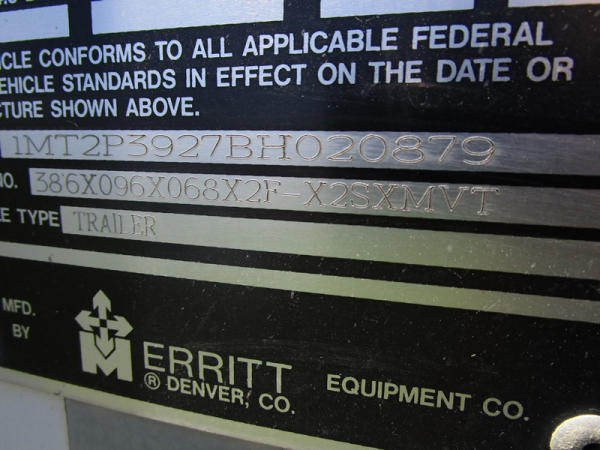 ICLE CONFORMS TO ALL APPLICABLE FEDERAL
EHICLE STANDARDS IN EFFECT ON THE DATE OR
CTURE SHOWN ABOVE.
1MT2P3927BH020879
NO. 386X096X068X2F-X2SXMVT
E TYPE TRAILER
MFD. BY
M ERRITT EQUIPMENT CO.
® DENVER, CO.